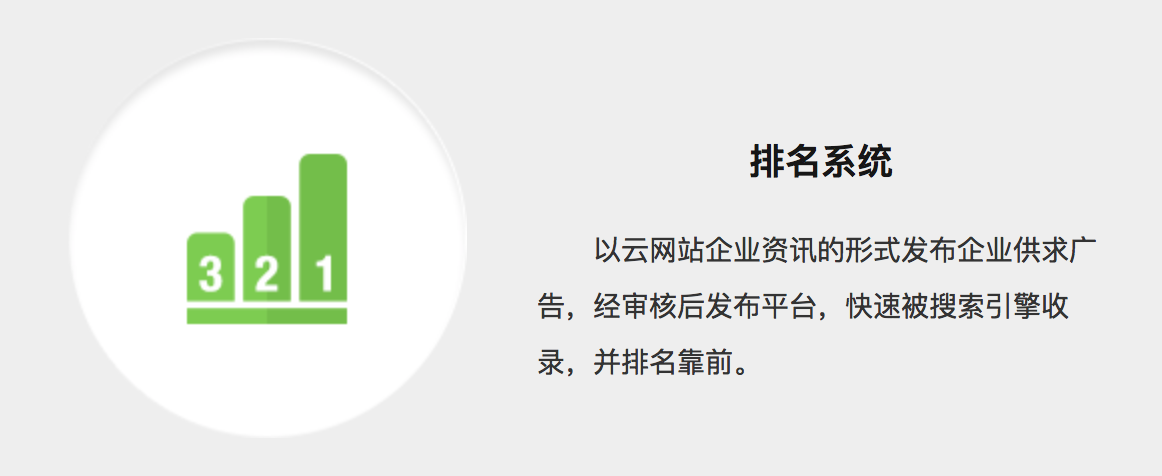 3 2 1
排名系统
以云网站企业资讯的形式发布企业供求广
告，经审核后发布平台，快速被搜索引擎收
录，并排名靠前。